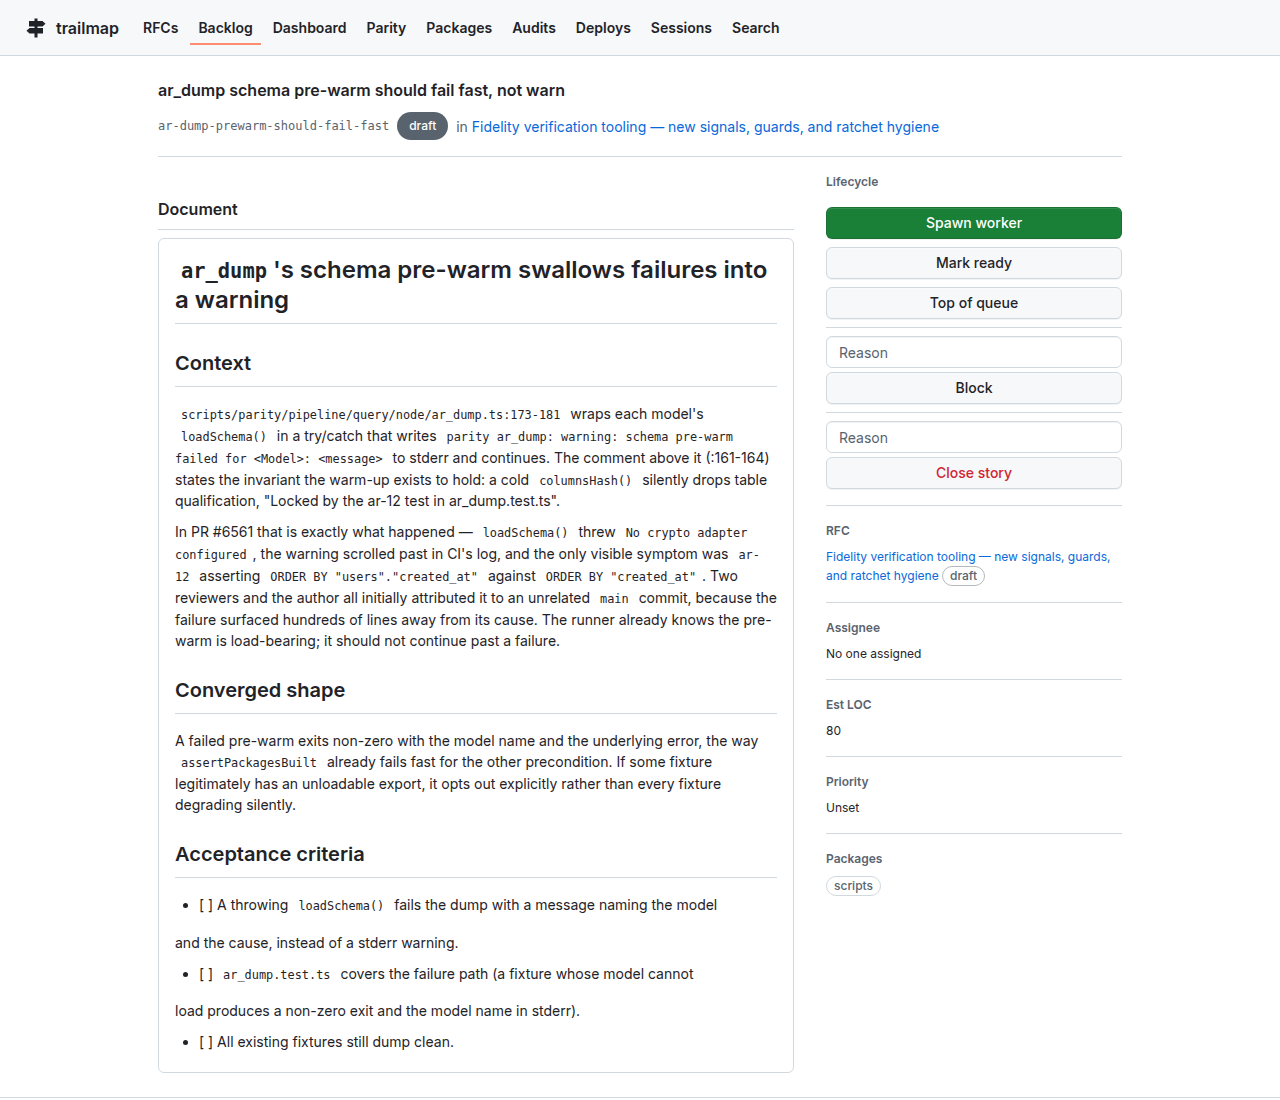 trailmap RFCs Backlog Dashboard Parity Packages Audits Deploys Sessions Search
ar_dump schema pre-warm should fail fast, not warn
ar-dump-prewarm-should-fail-fast draft in Fidelity verification tooling — new signals, guards, and ratchet hygiene
Document
ar_dump 's schema pre-warm swallows failures into
a warning
Context
scripts/parity/pipeline/query/node/ar_dump.ts:173-181 wraps each model's
loadSchema() in a try/catch that writes parity ar_dump: warning: schema pre-warm
failed for <Model>: <message> to stderr and continues. The comment above it (:161-164)
states the invariant the warm-up exists to hold: a cold columnsHash() silently drops table
qualification, "Locked by the ar-12 test in ar_dump.test.ts".
In PR #6561 that is exactly what happened — loadSchema() threw No crypto adapter
configured , the warning scrolled past in CI's log, and the only visible symptom was ar-
12 asserting ORDER BY "users"."created_at" against ORDER BY "created_at" . Two
reviewers and the author all initially attributed it to an unrelated main commit, because the
failure surfaced hundreds of lines away from its cause. The runner already knows the pre-
warm is load-bearing; it should not continue past a failure.
Converged shape
A failed pre-warm exits non-zero with the model name and the underlying error, the way
assertPackagesBuilt already fails fast for the other precondition. If some fixture
legitimately has an unloadable export, it opts out explicitly rather than every fixture
degrading silently.
Acceptance criteria
• [ ] A throwing loadSchema() fails the dump with a message naming the model
and the cause, instead of a stderr warning.
• [ ] ar_dump.test.ts covers the failure path (a fixture whose model cannot
load produces a non-zero exit and the model name in stderr).
• [ ] All existing fixtures still dump clean.
Lifecycle
Spawn worker
Mark ready
Top of queue
Reason
Block
Reason
Close story
RFC
Fidelity verification tooling — new signals, guards,
and ratchet hygiene draft
Assignee
No one assigned
Est LOC
80
Priority
Unset
Packages
scripts